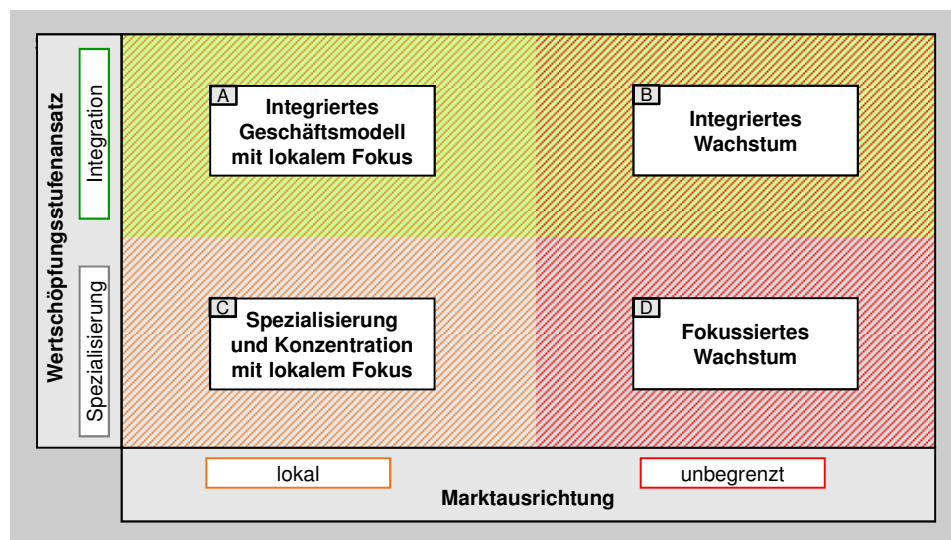 Wertschöpfungsstufenansatz
Integration
Spezialisierung
A
Integriertes
Geschäftsmodell
mit lokalem Fokus
B
Integriertes
Wachstum
C
Spezialisierung
und Konzentration
mit lokalem Fokus
D
Fokussiertes
Wachstum
lokal
unbegrenzt
Marktausrichtung